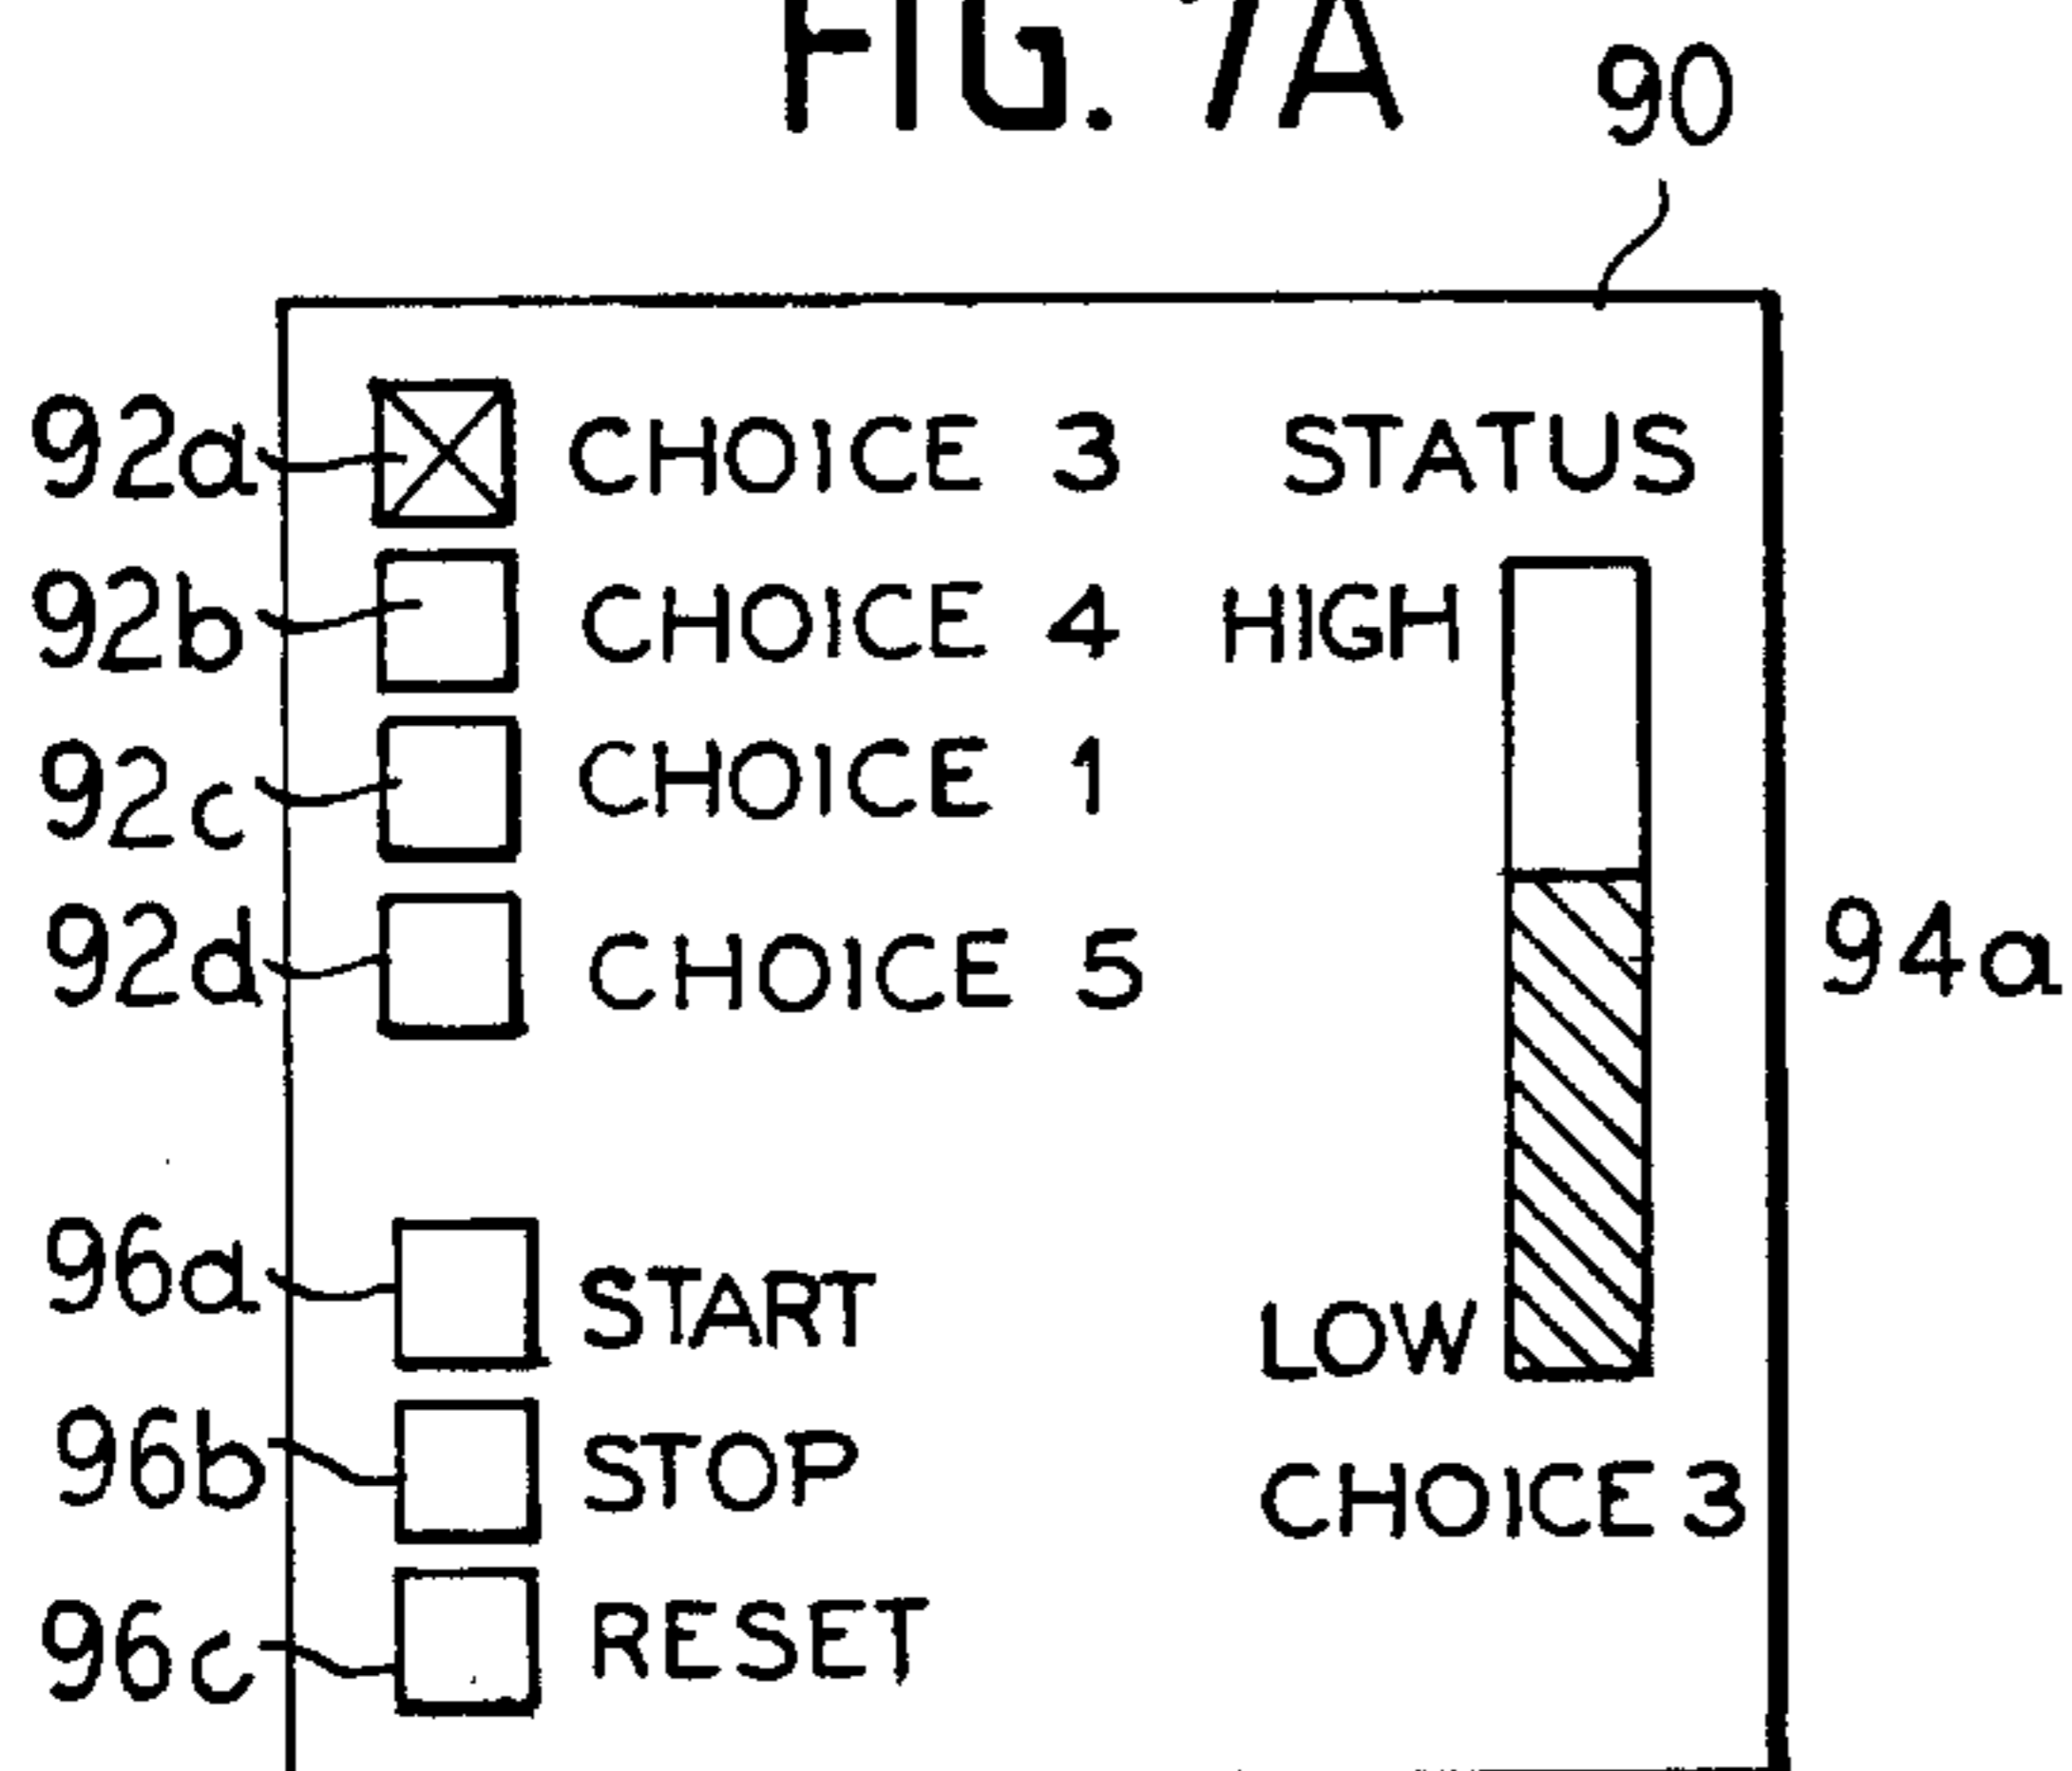 FIG. 7A
90
92a CHOICE 3 STATUS
92b CHOICE 4 HIGH
92c CHOICE 1
92d CHOICE 5 94a
96a START LOW
96b STOP CHOICE 3
96c RESET